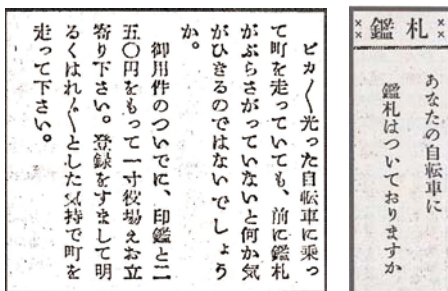 ××鑑札××
あなたの自転車に
鑑札はついておりますか
ピカ〳〵光った自転車に乗っ
て町を走っていても、前に鑑札
がぶらさがっていないと何か気
がひきるのではないでしょう
か。
御用件のついでに、印鑑と二
五〇円をもって一寸役場えお立
寄り下さい。登録をすまして明
るくはれ〴〵とした気持で町を
走って下さい。